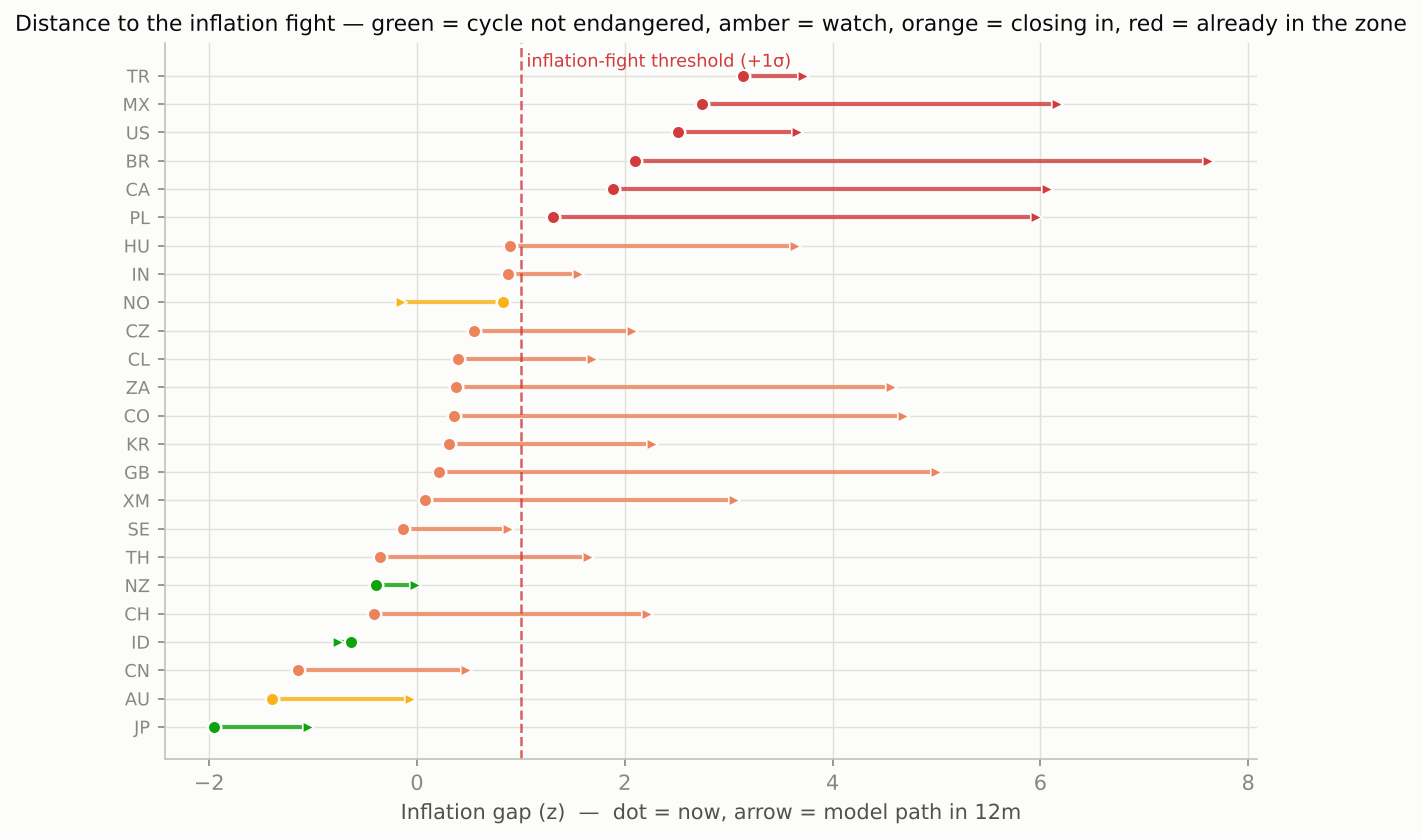 Distance to the inflation fight — green = cycle not endangered, amber = watch, orange = closing in, red = already in the zone
inflation-fight threshold (+1σ)
TR
MX
US
BR
CA
PL
HU
IN
NO
CZ
CL
ZA
CO
KR
GB
XM
SE
TH
NZ
CH
ID
CN
AU
JP
−2 0 2 4 6 8
Inflation gap (z) — dot = now, arrow = model path in 12m